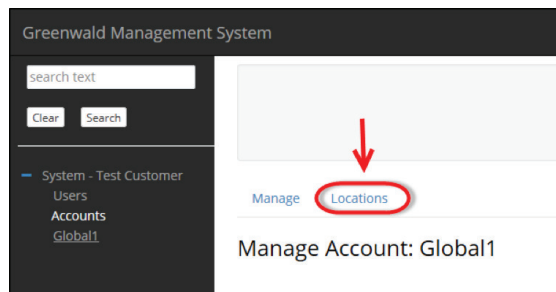 Greenwald Management System
search text
Clear Search
System - Test Customer
Users
Accounts
Global1
Manage Locations
Manage Account: Global1